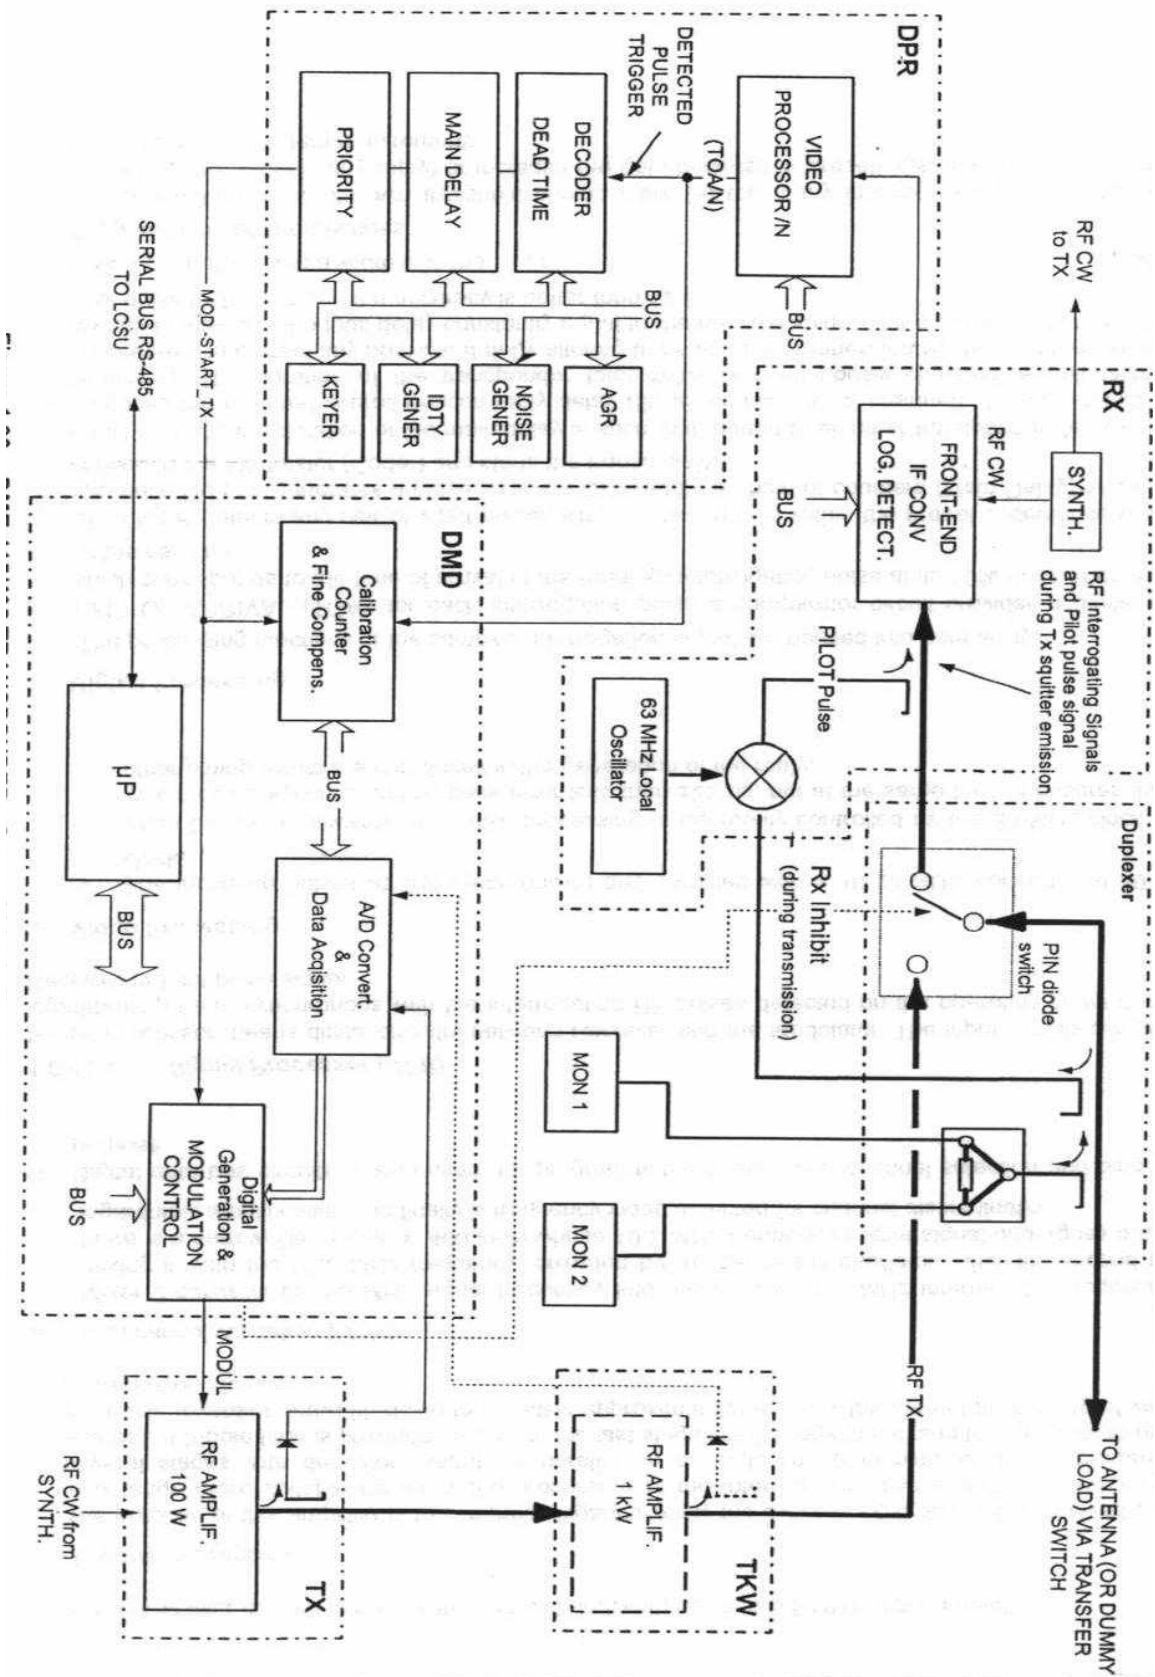 TO ANTENNA (OR DUMMY
LOAD) VIA TRANSFER
SWITCH
RF CW
to TX
RX
SYNTH.
RF CW
RF Interrogating Signals
and Pilot pulse signal
during Tx squitter emission
Duplexer
PIN diode
switch
FRONT-END
IF CONV
LOG. DETECT.
BUS
PILOT Pulse
63 MHz Local
Oscillator
Rx Inhibit
(during transmission)
MON 1
MON 2
RF TX
TKW
RF AMPLIF.
1 kW
DPR
VIDEO
PROCESSOR /N
BUS
(TOA/N)
DETECTED
PULSE
TRIGGER
DECODER
DEAD TIME
MAIN DELAY
PRIORITY
BUS
AGR
NOISE
GENER
IDTY
GENER
KEYER
DMD
Calibration
Counter
& Fine Compens.
BUS
A/D Convert
&
Data Acqisition
Digital
Generation &
MODULATION
CONTROL
BUS
MODUL
µP
BUS
MOD-START_TX
SERIAL BUS RS-485
TO LCSU
TX
RF AMPLIF.
100 W
RF CW from
SYNTH.